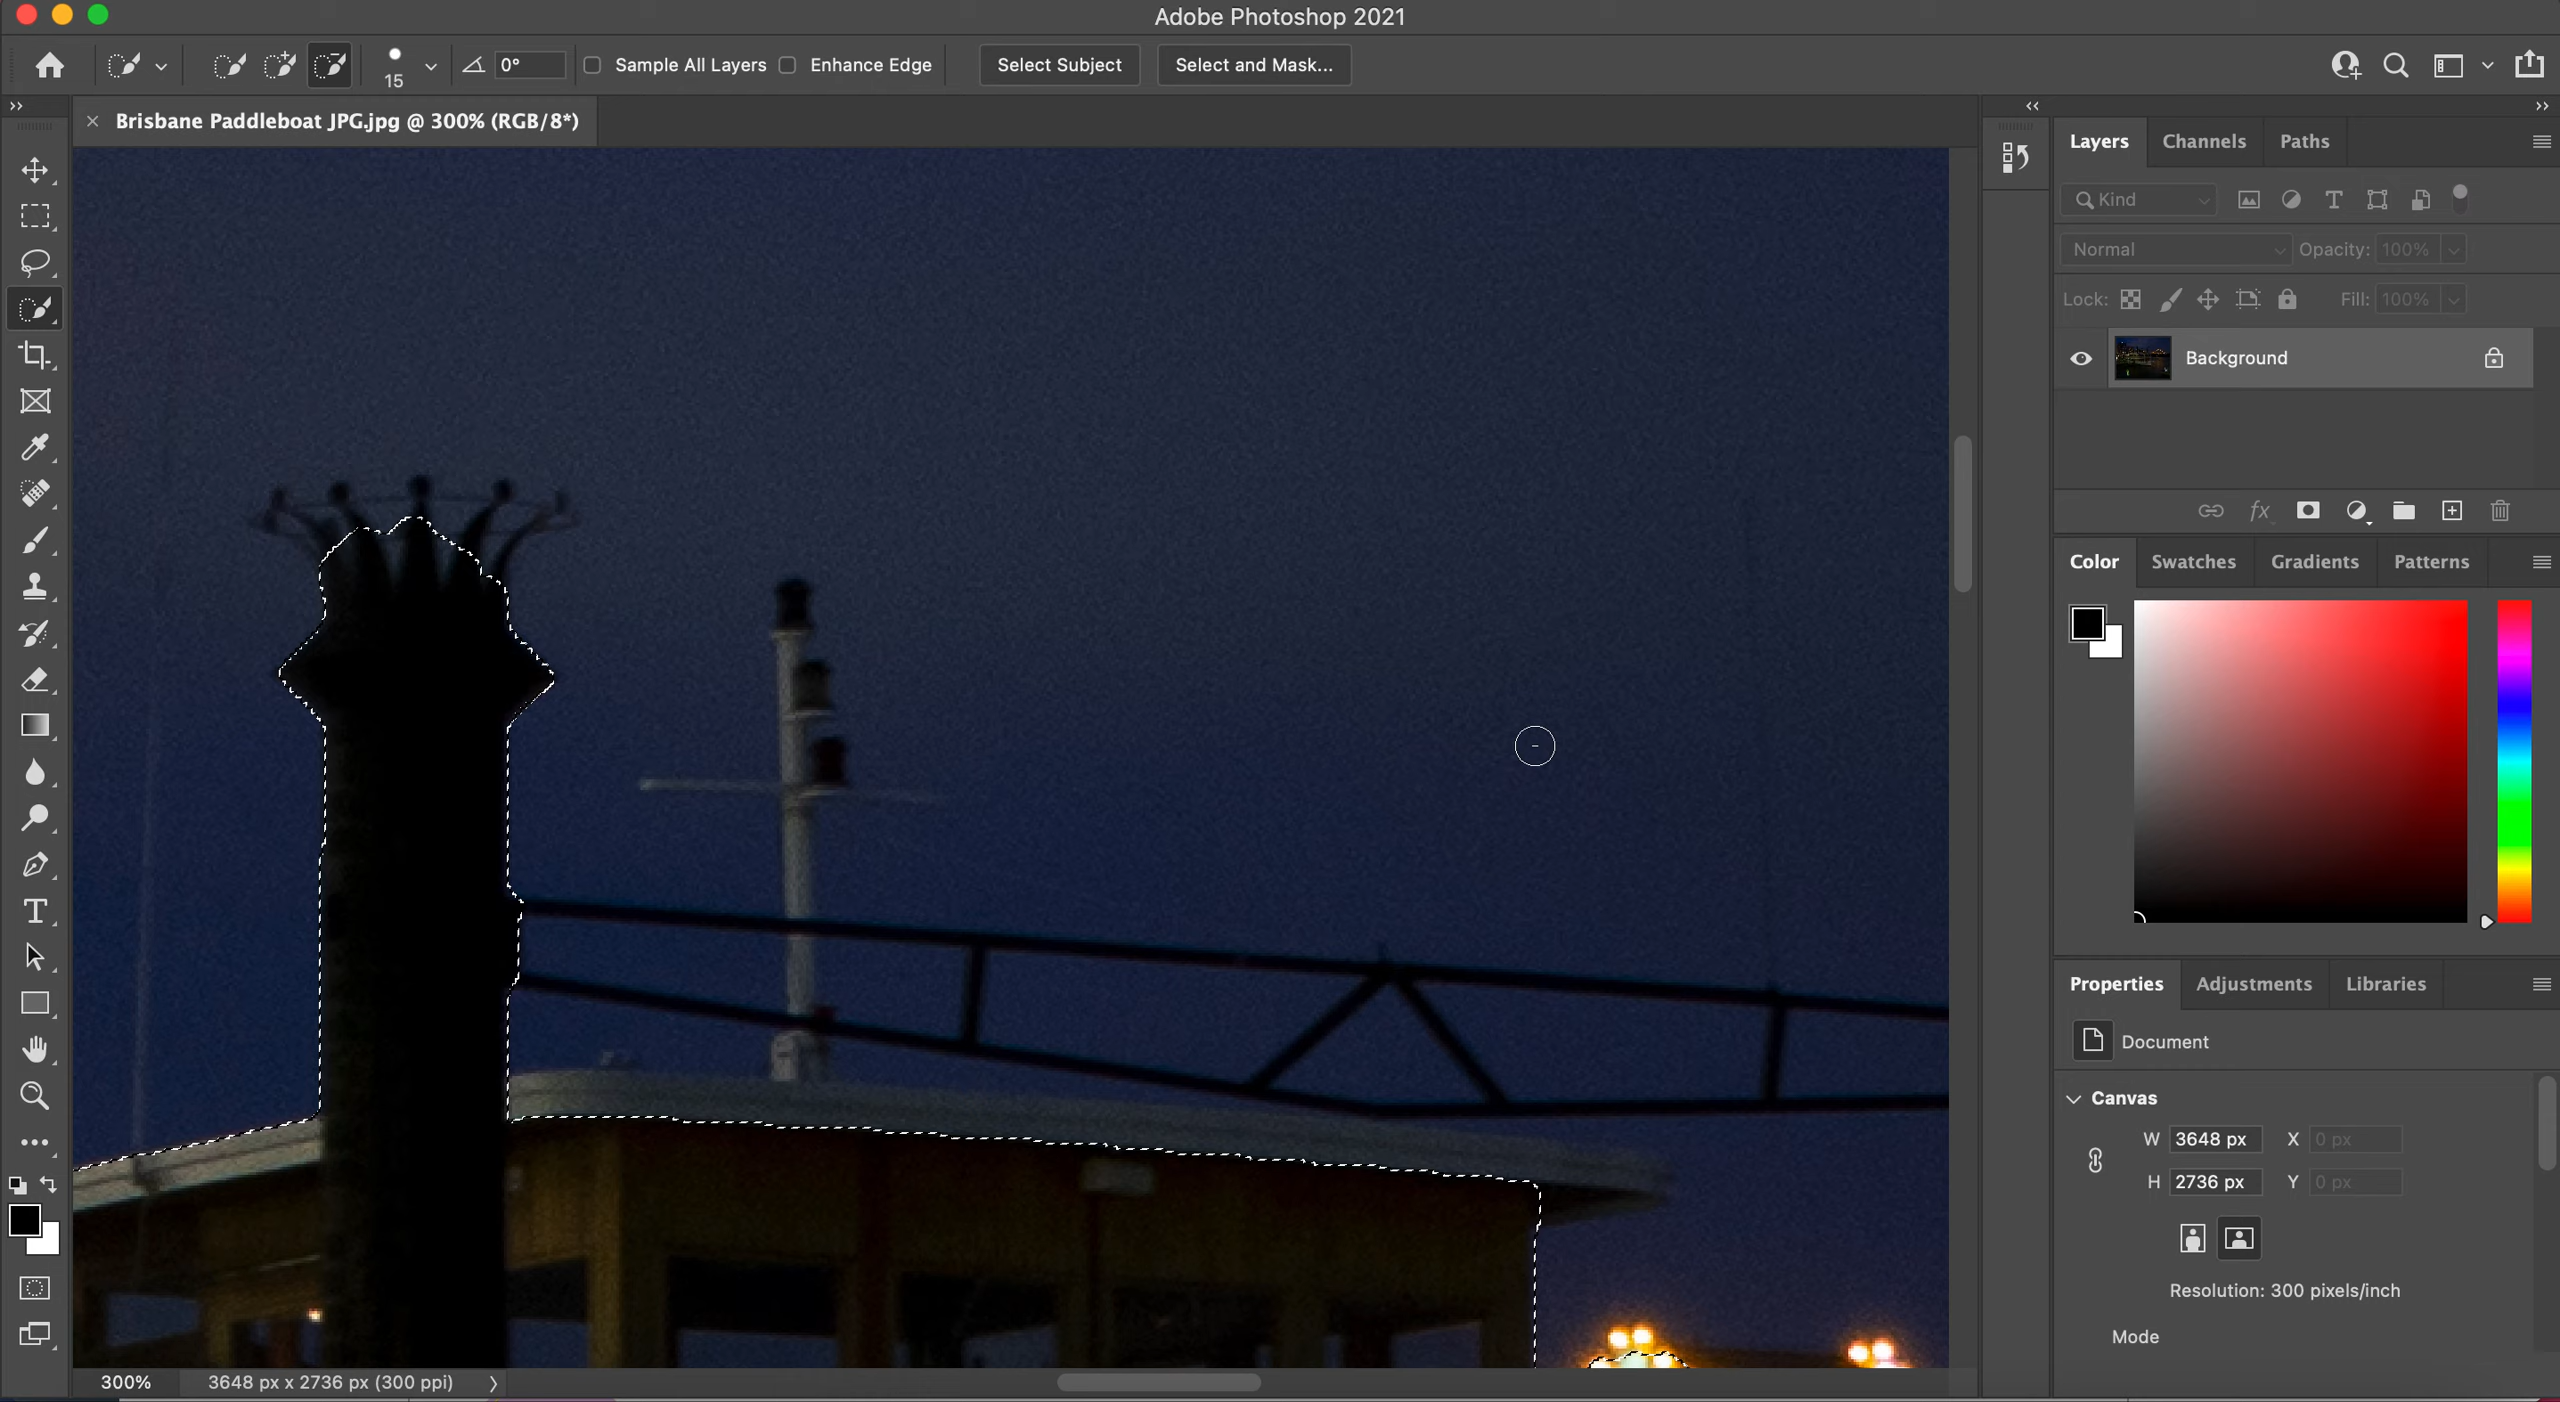 Adobe Photoshop 2021
15
0°
Sample All Layers
Enhance Edge
Select Subject
Select and Mask...
Brisbane Paddleboat JPG.jpg @ 300% (RGB/8*)
Layers
Channels
Paths
Kind
Normal
Opacity: 100%
Lock:
Fill: 100%
Background
fx
Color
Swatches
Gradients
Patterns
Properties
Adjustments
Libraries
Document
Canvas
W 3648 px X 0 px
H 2736 px Y 0 px
Resolution: 300 pixels/inch
Mode
300%
3648 px x 2736 px (300 ppi)